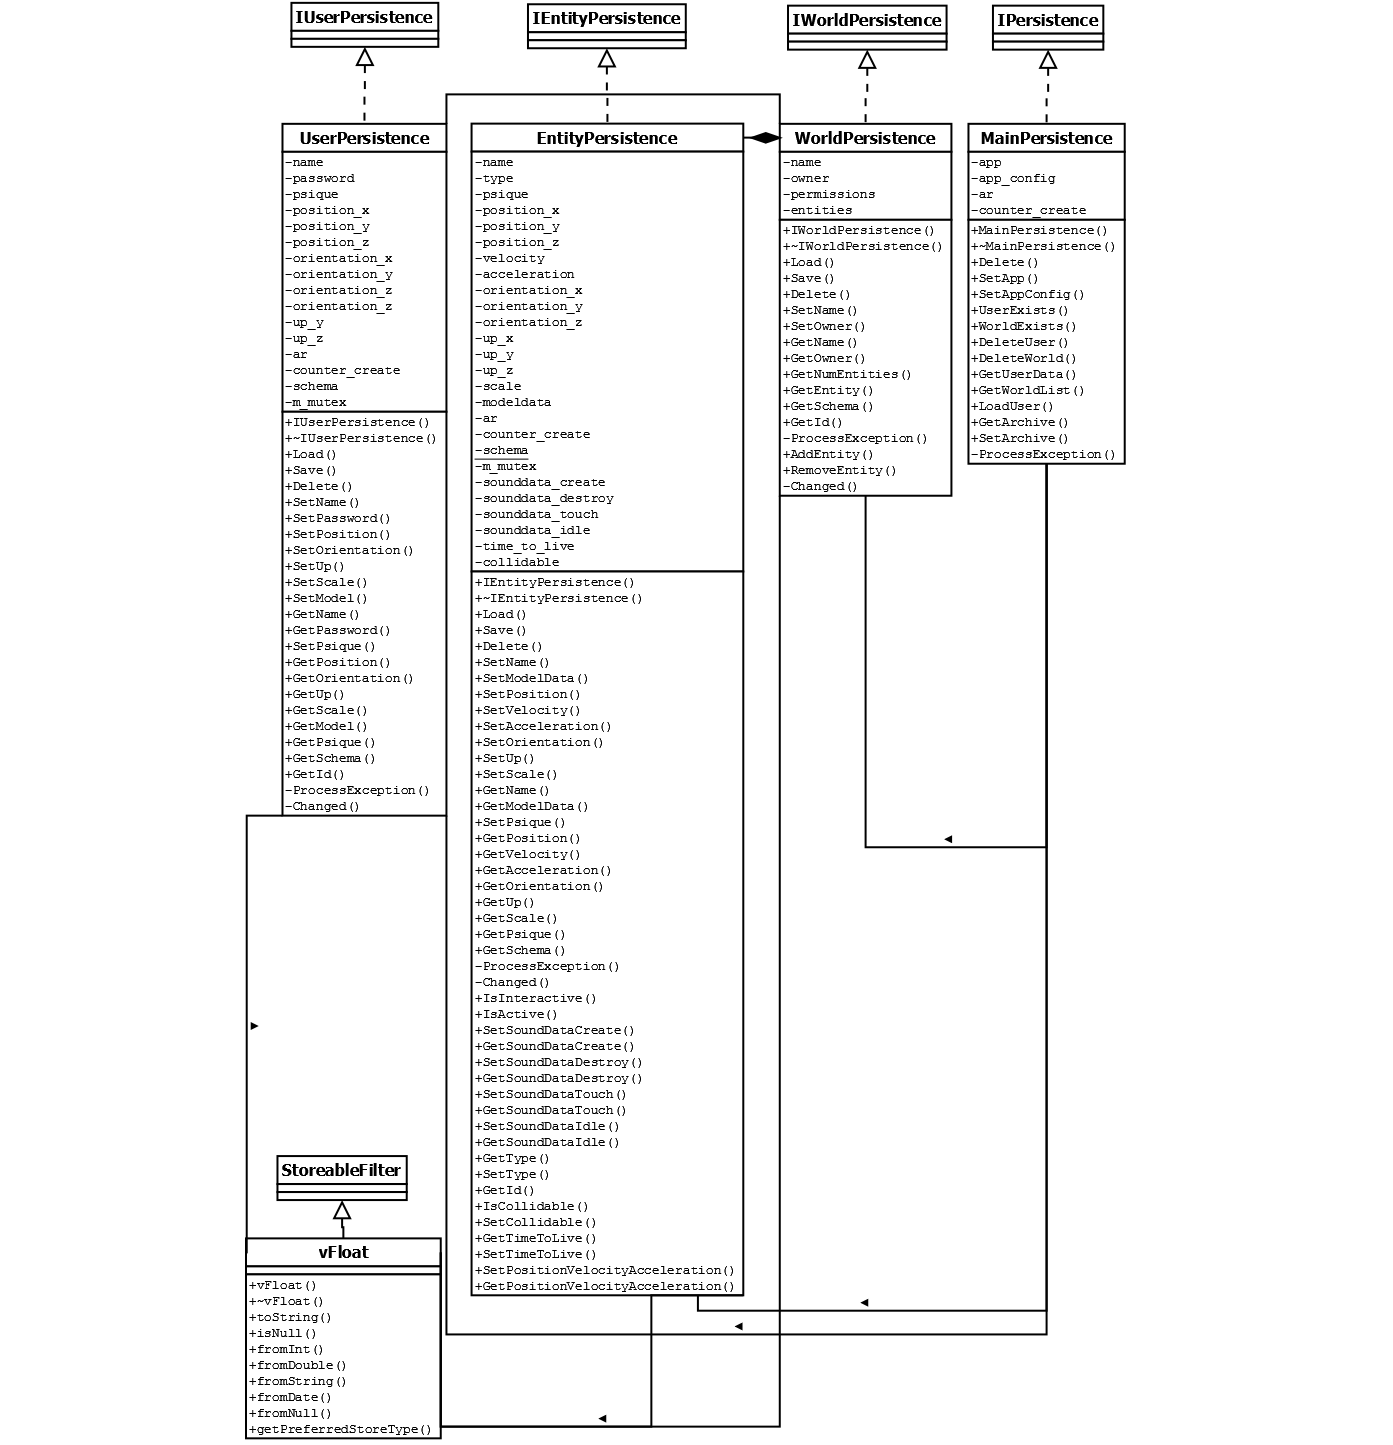 IUserPersistence
IEntityPersistence
IWorldPersistence
IPersistence
UserPersistence
-name
-password
-psique
-position_x
-position_y
-position_z
-orientation_x
-orientation_y
-orientation_z
-orientation_z
-up_y
-up_z
-ar
-counter_create
-schema
-m_mutex
+IUserPersistence()
+~IUserPersistence()
+Load()
+Save()
+Delete()
+SetName()
+SetPassword()
+SetPosition()
+SetOrientation()
+SetUp()
+SetScale()
+SetModel()
+GetName()
+GetPassword()
+SetPsique()
+GetPosition()
+GetOrientation()
+GetUp()
+GetScale()
+GetModel()
+GetPsique()
+GetSchema()
+GetId()
-ProcessException()
-Changed()
EntityPersistence
-name
-type
-psique
-position_x
-position_y
-position_z
-velocity
-acceleration
-orientation_x
-orientation_y
-orientation_z
-up_x
-up_y
-up_z
-scale
-modeldata
-ar
-counter_create
-schema
-m_mutex
-sounddata_create
-sounddata_destroy
-sounddata_touch
-sounddata_idle
-time_to_live
-collidable
+IEntityPersistence()
+~IEntityPersistence()
+Load()
+Save()
+Delete()
+SetName()
+SetModelData()
+SetPosition()
+SetVelocity()
+SetAcceleration()
+SetOrientation()
+SetUp()
+SetScale()
+GetName()
+GetModelData()
+SetPsique()
+GetPosition()
+GetVelocity()
+GetAcceleration()
+GetOrientation()
+GetUp()
+GetScale()
+GetPsique()
+GetSchema()
-ProcessException()
-Changed()
+IsInteractive()
+IsActive()
+SetSoundDataCreate()
+GetSoundDataCreate()
+SetSoundDataDestroy()
+GetSoundDataDestroy()
+SetSoundDataTouch()
+GetSoundDataTouch()
+SetSoundDataIdle()
+GetSoundDataIdle()
+GetType()
+SetType()
+GetId()
+IsCollidable()
+SetCollidable()
+GetTimeToLive()
+SetTimeToLive()
+SetPositionVelocityAcceleration()
+GetPositionVelocityAcceleration()
WorldPersistence
-name
-owner
-permissions
-entities
+IWorldPersistence()
+~IWorldPersistence()
+Load()
+Save()
+Delete()
+SetName()
+SetOwner()
+GetName()
+GetOwner()
+GetNumEntities()
+GetEntity()
+GetSchema()
+GetId()
-ProcessException()
+AddEntity()
+RemoveEntity()
-Changed()
MainPersistence
-app
-app_config
-ar
-counter_create
+MainPersistence()
+~MainPersistence()
+Delete()
+SetApp()
+SetAppConfig()
+UserExists()
+WorldExists()
+DeleteUser()
+DeleteWorld()
+GetUserData()
+GetWorldList()
+LoadUser()
+GetArchive()
+SetArchive()
-ProcessException()
StoreableFilter
vFloat
+vFloat()
+~vFloat()
+toString()
+isNull()
+fromInt()
+fromDouble()
+fromString()
+fromDate()
+fromNull()
+getPreferredStoreType()